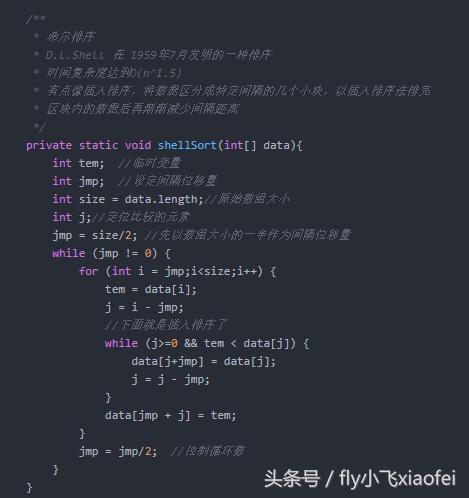 /**
 * 希尔排序
 * D.L.Shell 在 1959年7月发明的一种排序
 * 时间复杂度达到O(n^1.5)
 * 有点像插入排序，将数据区分成特定间隔的几个小块，以插入排序法排完
 * 区块内的数据后再渐渐减少间隔距离
 */
private static void shellSort(int[] data){
    int tem;  //临时变量
    int jmp;  //设定间隔位移量
    int size = data.length;//原始数组大小
    int j;//定位比较的元素
    jmp = size/2; //先以数组大小的一半作为间隔位移量
    while (jmp != 0) {
        for (int i = jmp;i<size;i++) {
            tem = data[i];
            j = i - jmp;
            //下面就是插入排序了
            while (j>=0 && tem < data[j]) {
                data[j+jmp] = data[j];
                j = j - jmp;
            }
            data[jmp + j] = tem;
        }
        jmp = jmp/2;  //控制循环数
    }
}
头条号 / fly小飞xiaofei